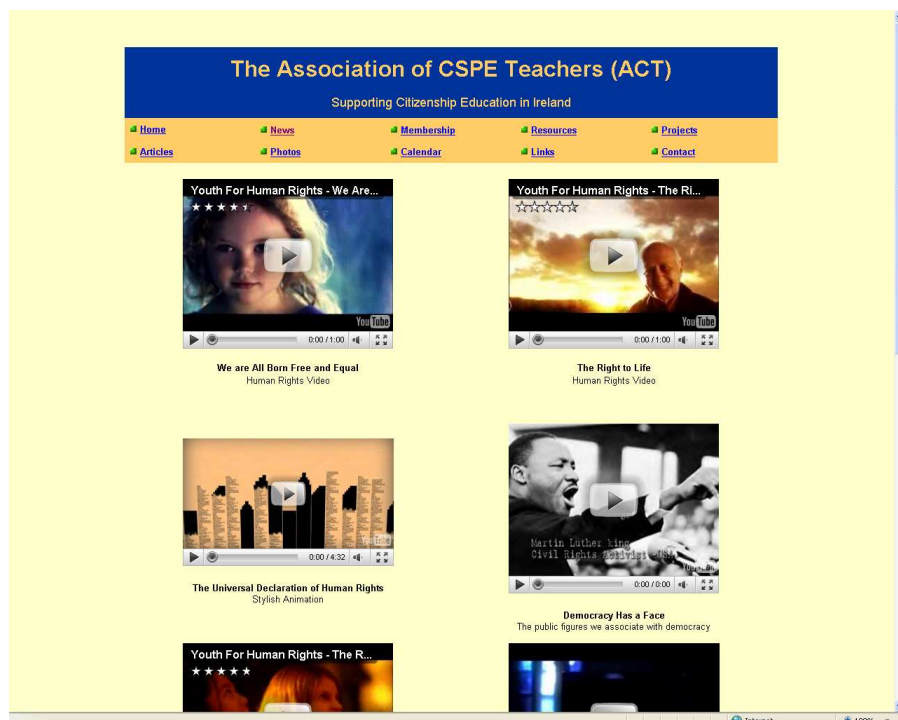 The Association of CSPE Teachers (ACT)
Supporting Citizenship Education in Ireland
Home News Membership Resources Projects
Articles Photos Calendar Links Contact
Youth For Human Rights - We Are...
YouTube
0:00 / 1:00
We are All Born Free and Equal
Human Rights Video
Youth For Human Rights - The Ri...
YouTube
0:00 / 1:00
The Right to Life
Human Rights Video
YouTube
0:00 / 4:32
The Universal Declaration of Human Rights
Stylish Animation
Martin Luther king
Civil Rights Activist -USA
0:00 / 0:00
Democracy Has a Face
The public figures we associate with democracy
Youth For Human Rights - The R...
Internet 100%